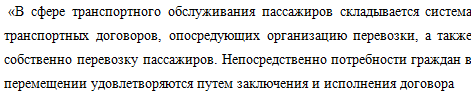 «В сфере транспортного обслуживания пассажиров складывается система
транспортных договоров, опосредующих организацию перевозки, а также
собственно перевозку пассажиров. Непосредственно потребности граждан в
перемещении удовлетворяются путем заключения и исполнения договора